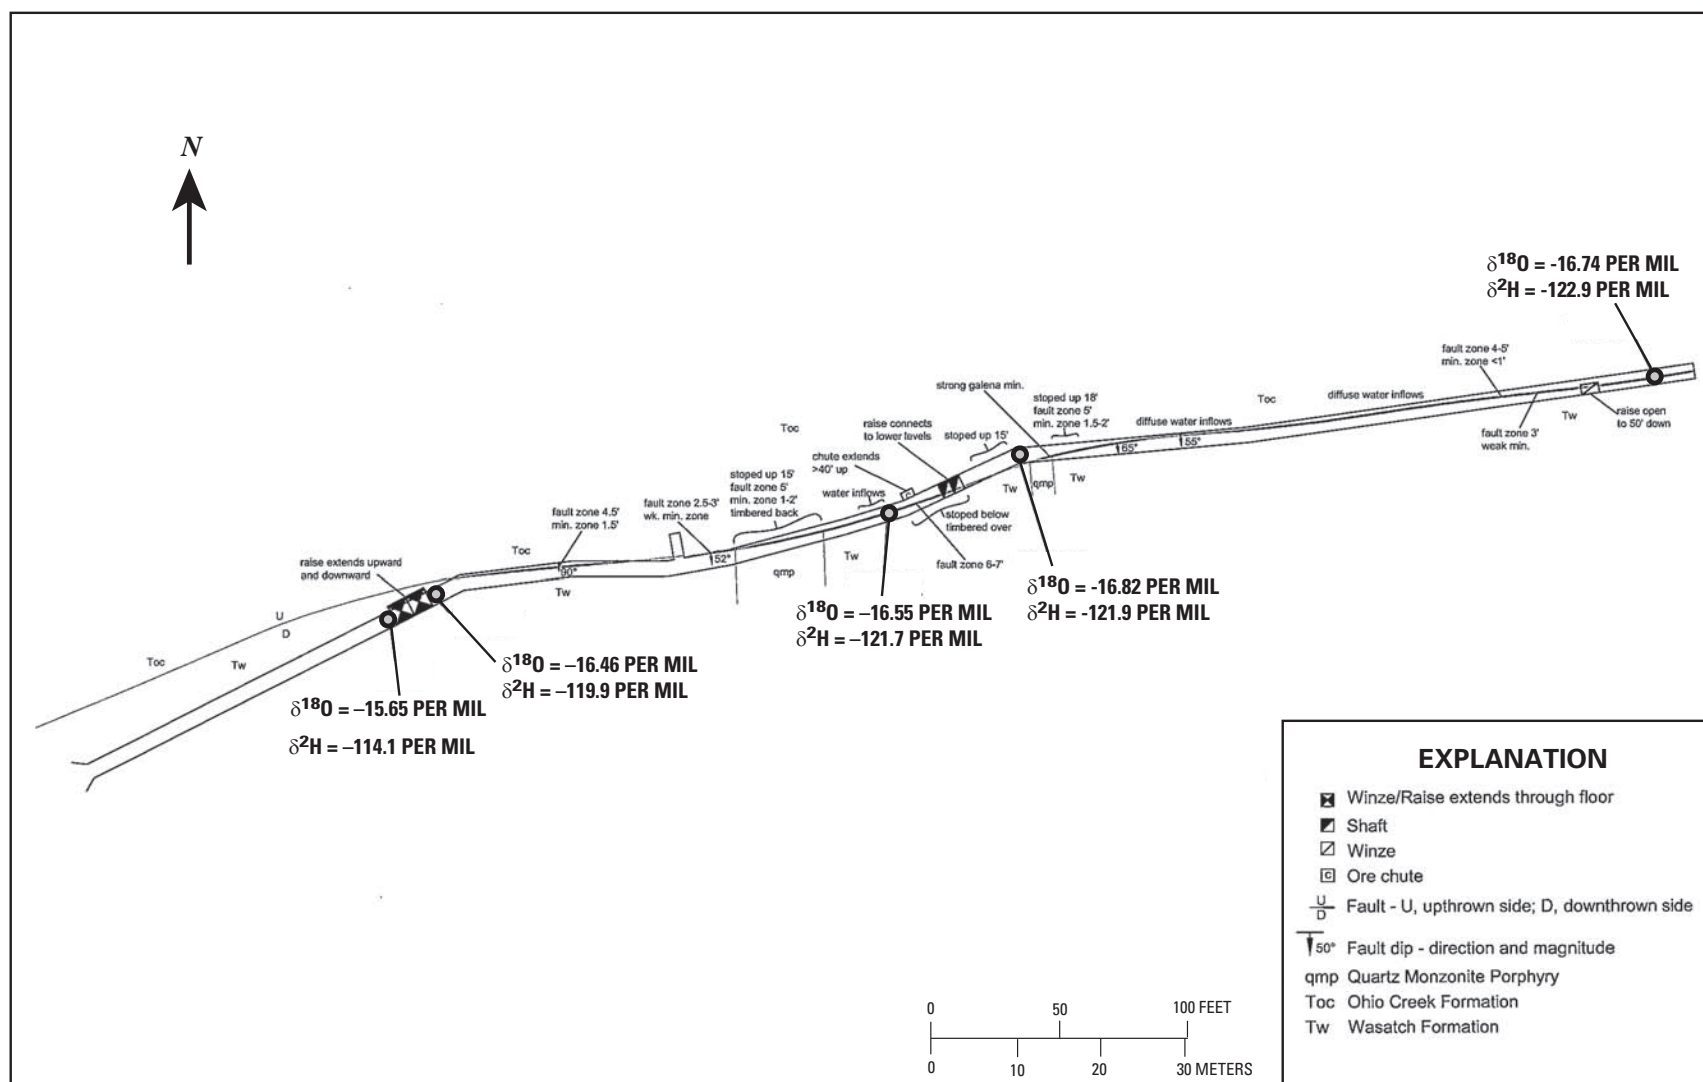 N
δ18O = -16.74 PER MIL
δ2H = -122.9 PER MIL
fault zone 4-5'
min. zone <1'
strong galena min.
stoped up 18'
fault zone 5'
min. zone 1.5-2'
Toc
diffuse water inflows
diffuse water inflows
Tw
raise open
to 50' down
fault zone 3'
weak min.
Toc
raise connects
to lower levels
stoped up 15'
55°
65°
chute extends
>40' up
C
stoped up 15'
fault zone 5'
min. zone 1-2'
timbered back
water inflows
Tw
qmp
Tw
fault zone 2.5-3'
wk. min. zone
fault zone 4.5'
min. zone 1.5'
stoped below
timbered over
Toc
raise extends upward
and downward
90°
52°
Tw
qmp
Tw
fault zone 6-7'
U
D
Toc
Tw
δ18O = –16.55 PER MIL
δ2H = –121.7 PER MIL
δ18O = -16.82 PER MIL
δ2H = -121.9 PER MIL
δ18O = –16.46 PER MIL
δ2H = –119.9 PER MIL
δ18O = –15.65 PER MIL
δ2H = –114.1 PER MIL
EXPLANATION
Winze/Raise extends through floor
Shaft
Winze
C Ore chute
U
D Fault - U, upthrown side; D, downthrown side
50° Fault dip - direction and magnitude
qmp Quartz Monzonite Porphyry
Toc Ohio Creek Formation
Tw Wasatch Formation
0 50 100 FEET
0 10 20 30 METERS